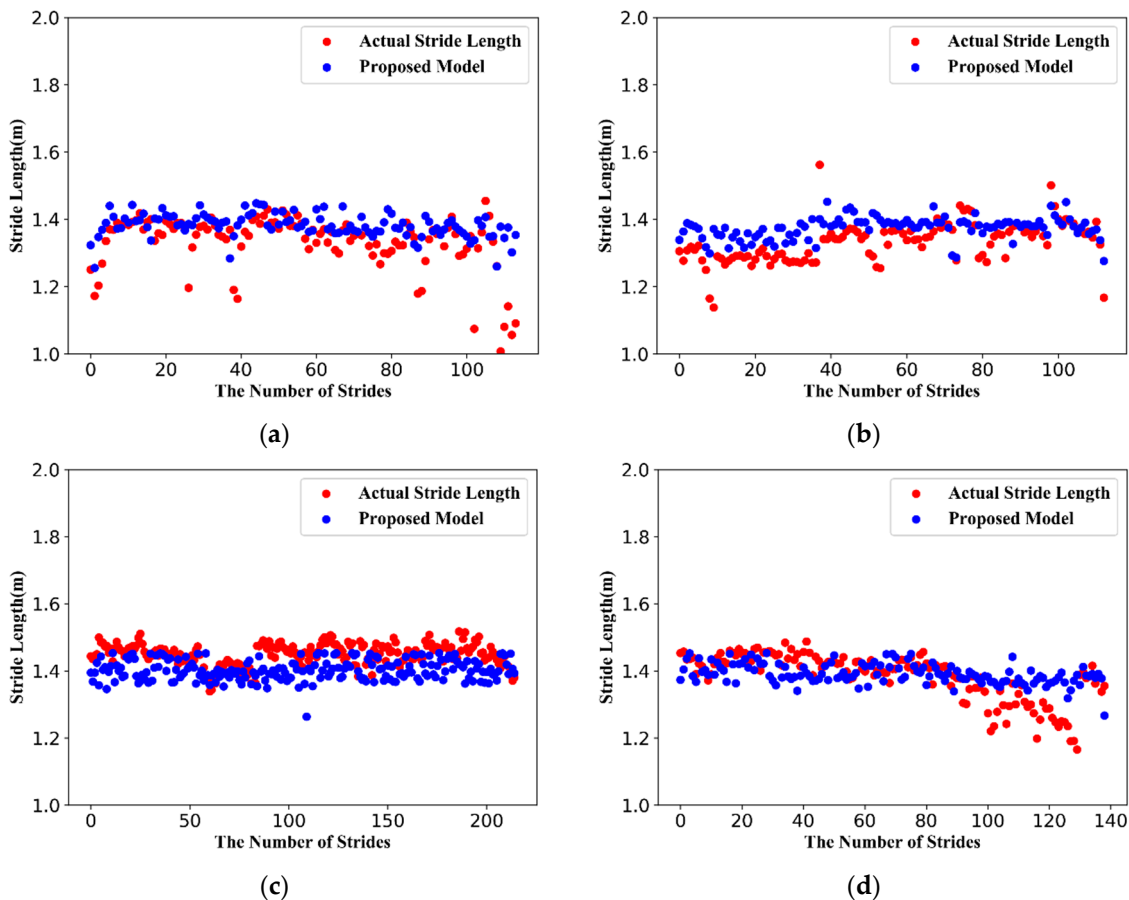 2.0
1.8
1.6
1.4
1.2
1.0
Stride Length(m)
Actual Stride Length
Proposed Model
0 20 40 60 80 100
The Number of Strides
(a)
2.0
1.8
1.6
1.4
1.2
1.0
Stride Length(m)
Actual Stride Length
Proposed Model
0 20 40 60 80 100
The Number of Strides
(b)
2.0
1.8
1.6
1.4
1.2
1.0
Stride Length(m)
Actual Stride Length
Proposed Model
0 50 100 150 200
The Number of Strides
(c)
2.0
1.8
1.6
1.4
1.2
1.0
Stride Length(m)
Actual Stride Length
Proposed Model
0 20 40 60 80 100 120 140
The Number of Strides
(d)